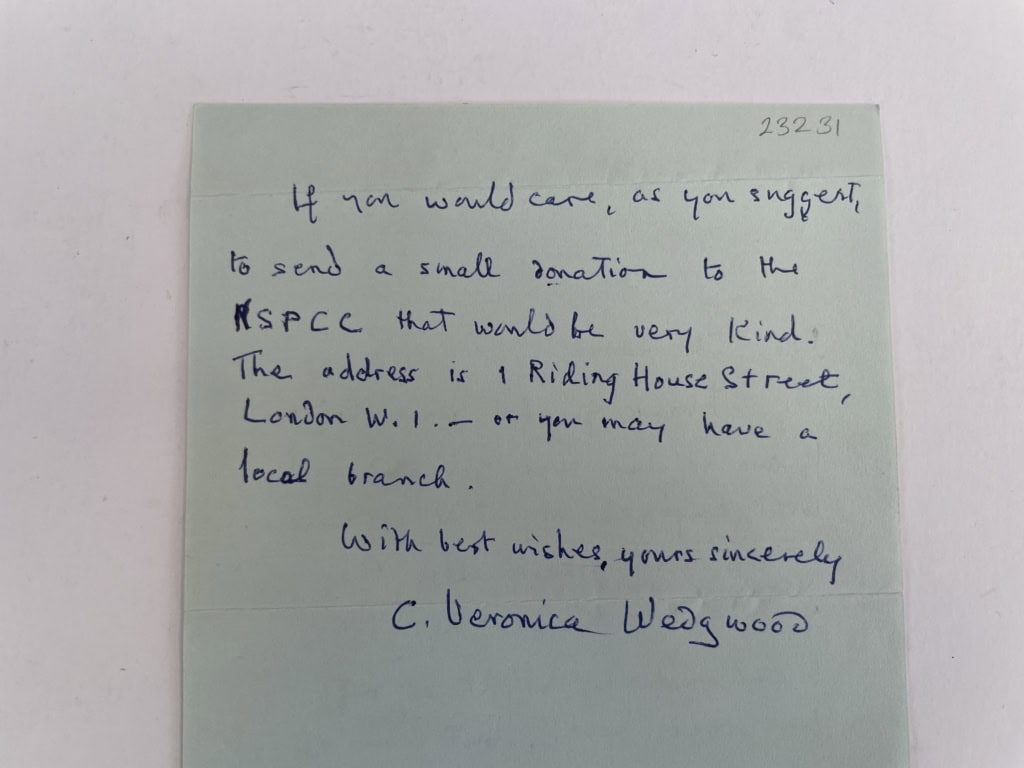 23231
If you would care, as you suggest,
to send a small donation to the
NSPCC that would be very kind.
The address is 1 Riding House Street,
London W.1. — or you may have a
local branch.
With best wishes, yours sincerely
C. Veronica Wedgwood